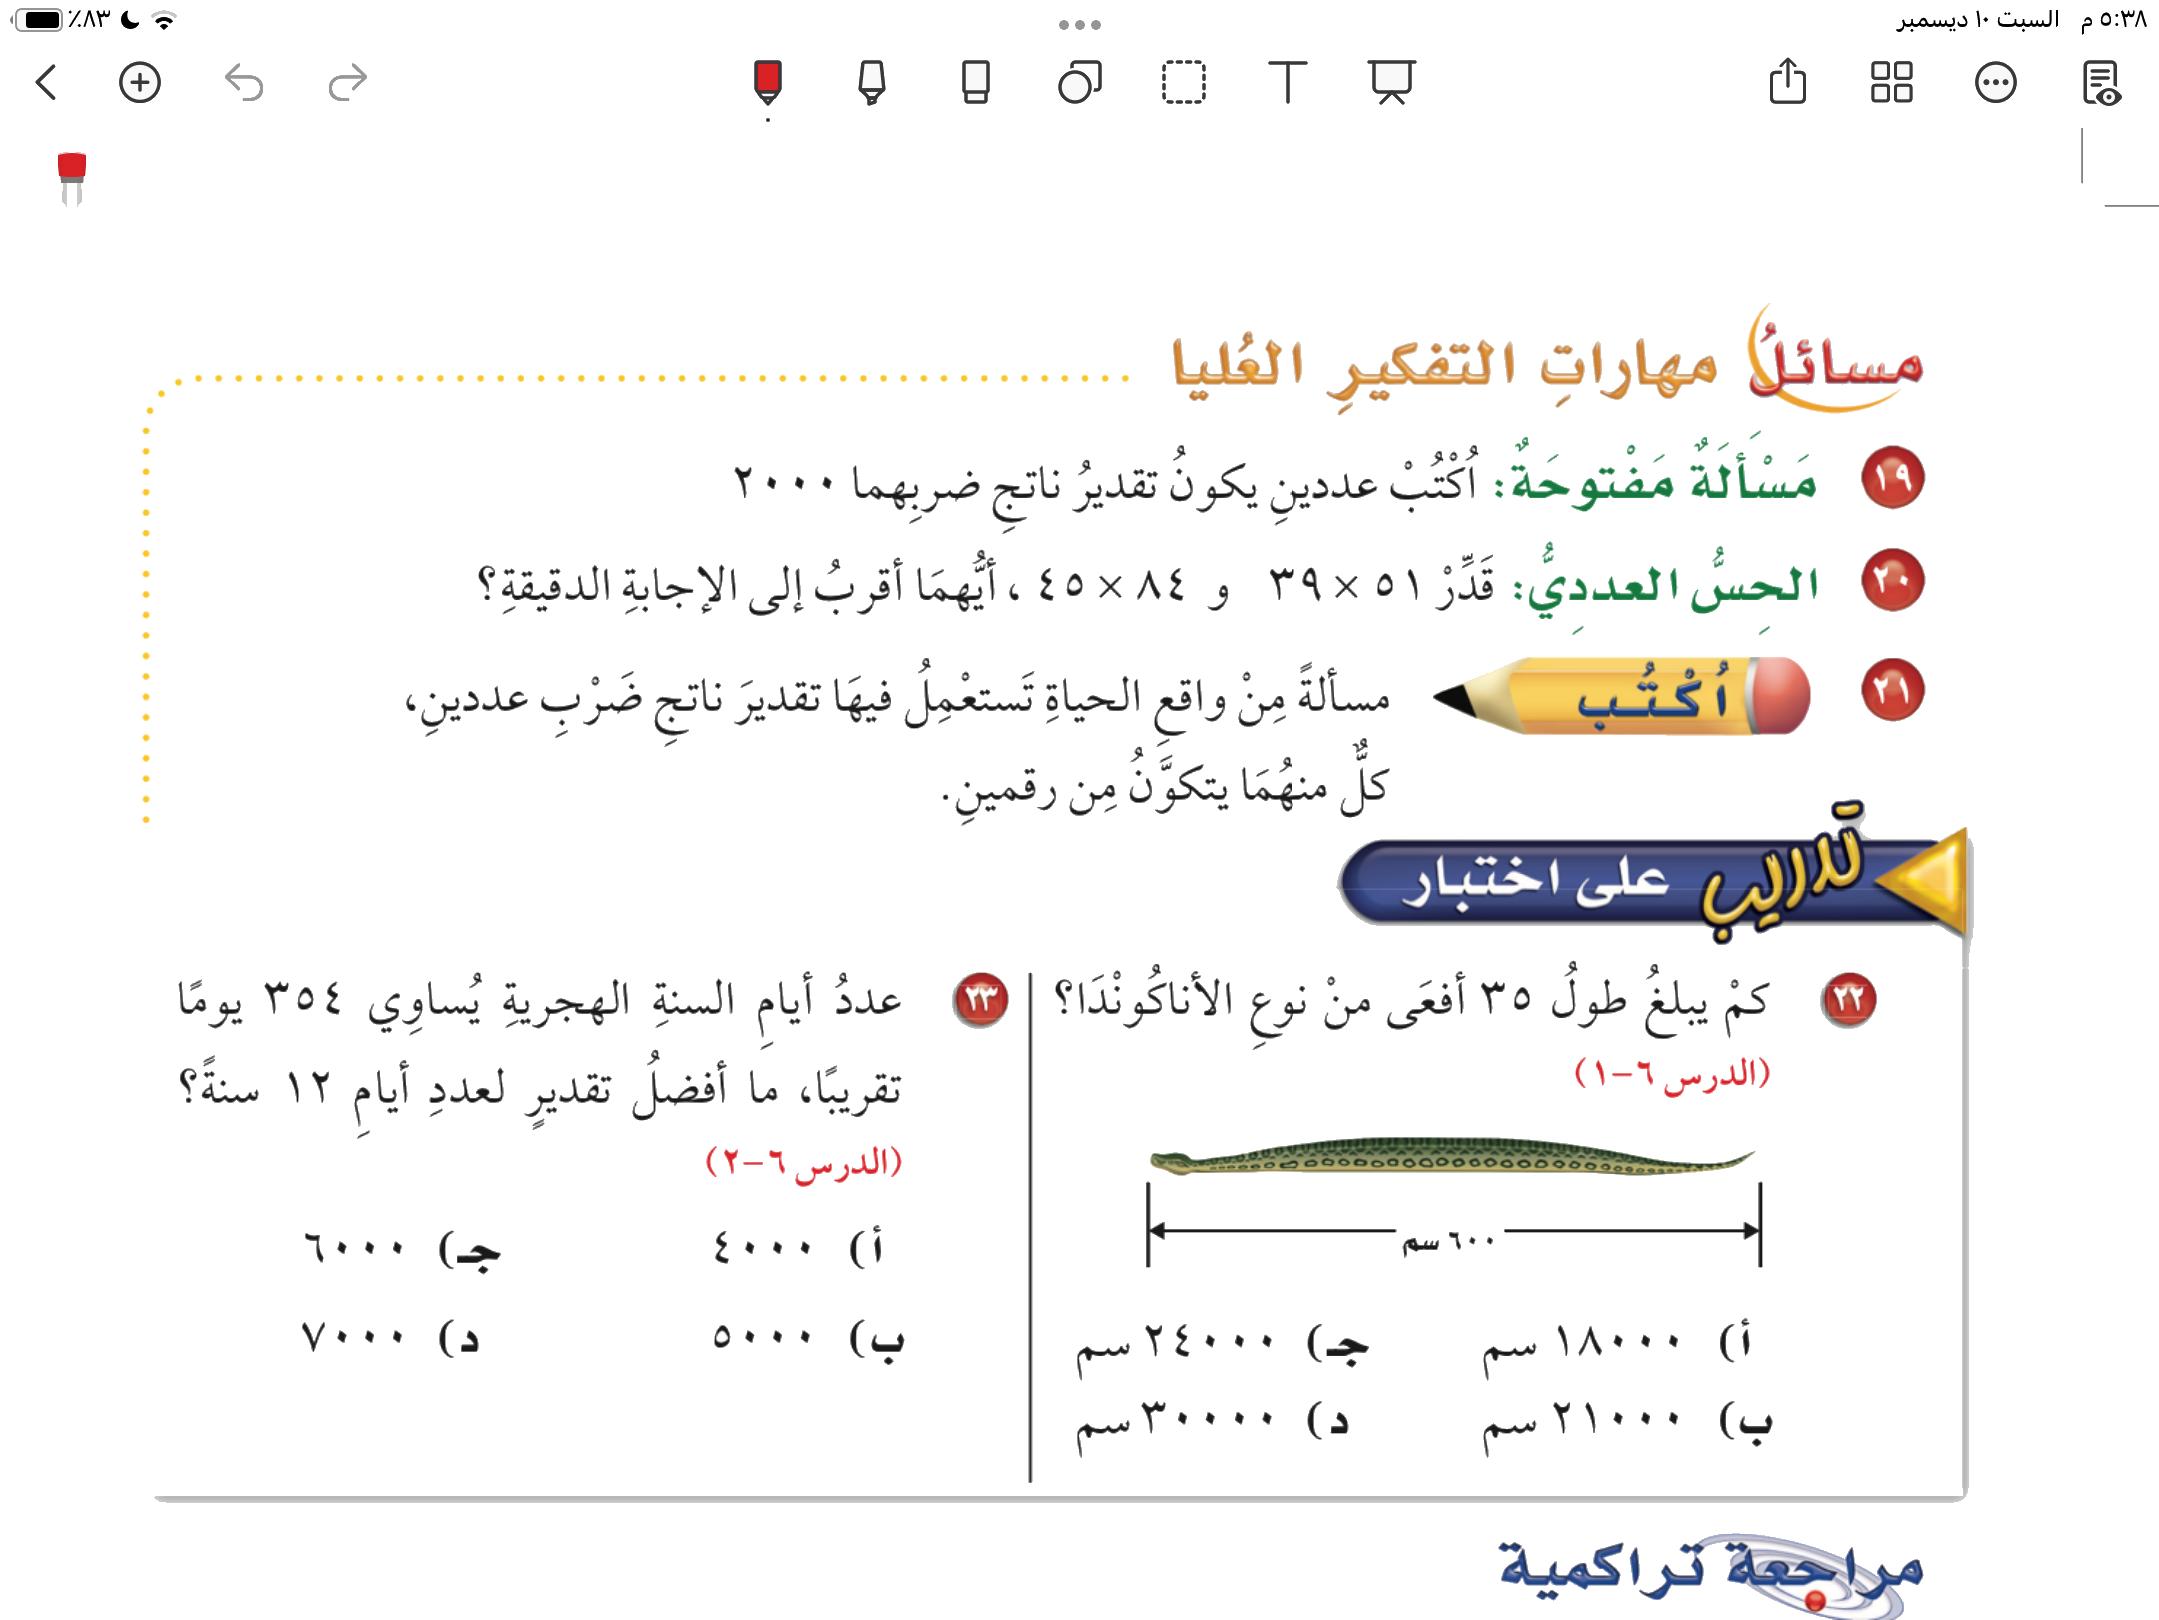 ٥:٣٨ م السبت ١٠ ديسمبر
٪٨٣
مسائلُ مهاراتِ التفكيرِ العُليا
١٩ مَسْأَلَةٌ مَفْتوحَةٌ: اُكْتُبْ عددينِ يكونُ تقديرُ ناتجِ ضربِهما ٢٠٠٠
٢٠ الحِسُّ العدديُّ: قَدِّرْ ٥١ × ٣٩ و ٨٤ × ٤٥ ، أيُّهمَا أقربُ إلى الإجابةِ الدقيقةِ؟
٢١ اُكْتُب مسألةً مِنْ واقعِ الحياةِ تَستعْمِلُ فيهَا تقديرَ ناتجِ ضَرْبِ عددينِ،
كلٌّ منهُمَا يتكوَّنُ مِن رقمينِ.
تدريب على اختبار
٢٢ كمْ يبلغُ طولُ ٣٥ أفعَى منْ نوعِ الأناكُونْدَا؟
(الدرس ٦-١)
٦٠٠ سم
أ) ١٨٠٠٠ سم
ب) ٢١٠٠٠ سم
جـ) ٢٤٠٠٠ سم
د) ٣٠٠٠٠ سم
٢٣ عددُ أيامِ السنةِ الهجريةِ يُساوِي ٣٥٤ يومًا
تقريبًا، ما أفضلُ تقديرٍ لعددِ أيامِ ١٢ سنةً؟
(الدرس ٦-٢)
أ) ٤٠٠٠
ب) ٥٠٠٠
جـ) ٦٠٠٠
د) ٧٠٠٠
مراجعة تراكمية